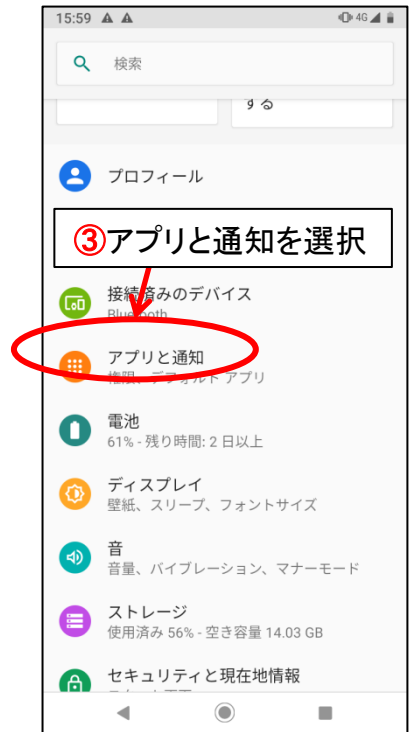 15:59
4G
検索
する
プロフィール
③アプリと通知を選択
接続済みのデバイス
Bluetooth
アプリと通知
権限、デフォルト アプリ
電池
61% - 残り時間: 2 日以上
ディスプレイ
壁紙、スリープ、フォントサイズ
音
音量、バイブレーション、マナーモード
ストレージ
使用済み 56% - 空き容量 14.03 GB
セキュリティと現在地情報